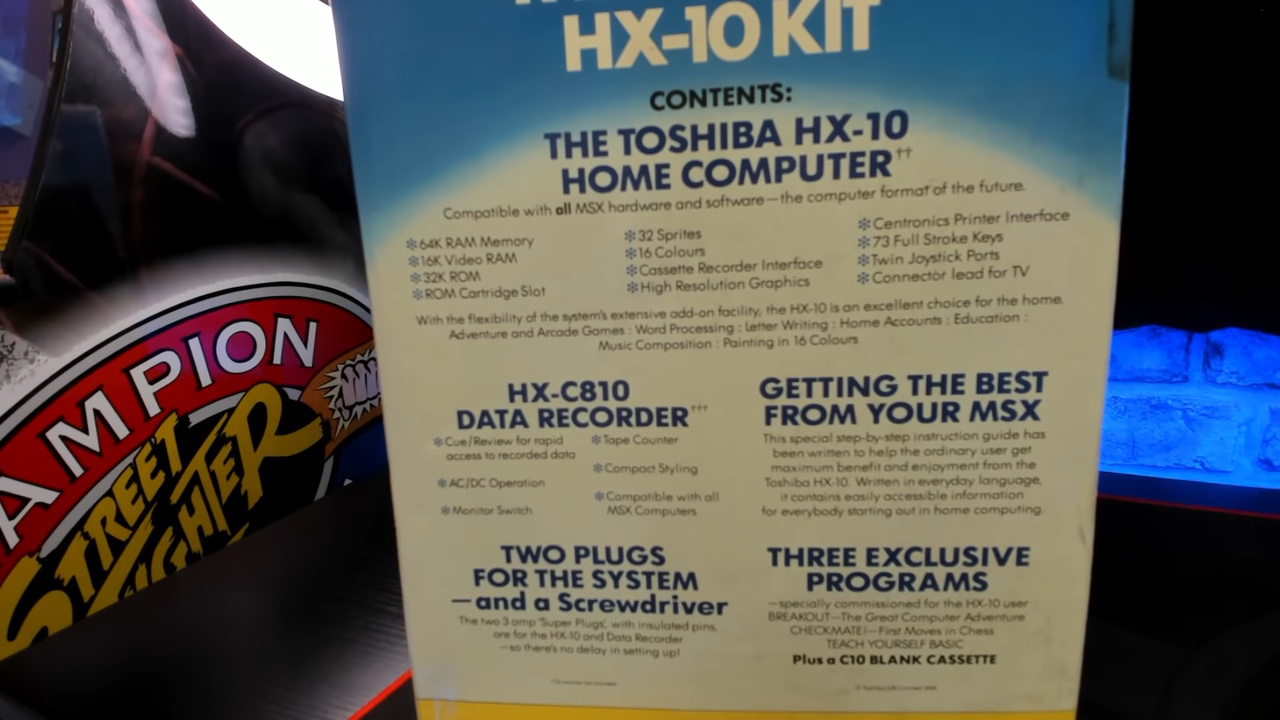 HX-10 KIT
CONTENTS:
THE TOSHIBA HX-10
HOME COMPUTER††
Compatible with all MSX hardware and software—the computer format of the future.
✻64K RAM Memory
✻16K Video RAM
✻32K ROM
✻ROM Cartridge Slot
✻32 Sprites
✻16 Colours
✻Cassette Recorder Interface
✻High Resolution Graphics
✻Centronics Printer Interface
✻73 Full Stroke Keys
✻Twin Joystick Ports
✻Connector lead for TV
With the flexibility of the system's extensive add-on facility, the HX-10 is an excellent choice for the home.
Adventure and Arcade Games : Word Processing : Letter Writing : Home Accounts : Education :
Music Composition : Painting in 16 Colours
HX-C810
DATA RECORDER†††
✻Cue/Review for rapid
access to recorded data
✻AC/DC Operation
✻Monitor Switch
✻Tape Counter
✻Compact Styling
✻Compatible with all
MSX Computers
GETTING THE BEST
FROM YOUR MSX
This special step-by-step instruction guide has
been written to help the ordinary user get
maximum benefit and enjoyment from the
Toshiba HX-10. Written in everyday language,
it contains easily accessible information
for everybody starting out in home computing.
TWO PLUGS
FOR THE SYSTEM
—and a Screwdriver
The two 3 amp 'Super Plugs', with insulated pins,
are for the HX-10 and Data Recorder
—so there's no delay in setting up!
THREE EXCLUSIVE
PROGRAMS
—specially commissioned for the HX-10 user
BREAKOUT—The Great Computer Adventure
CHECKMATE!—First Moves in Chess
TEACH YOURSELF BASIC
Plus a C10 BLANK CASSETTE
AMPION
STREET
FIGHTER